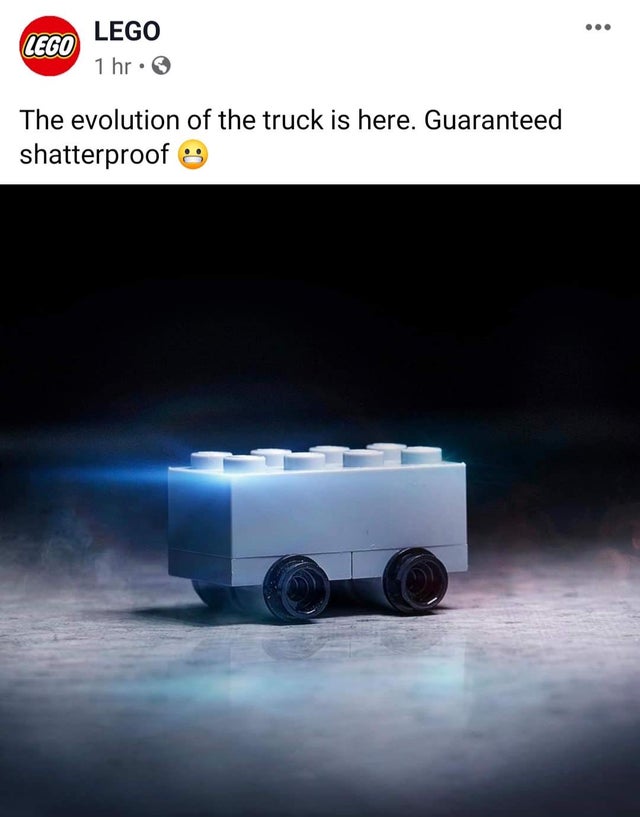 LEGO
LEGO
1 hr •
The evolution of the truck is here. Guaranteed
shatterproof 😬